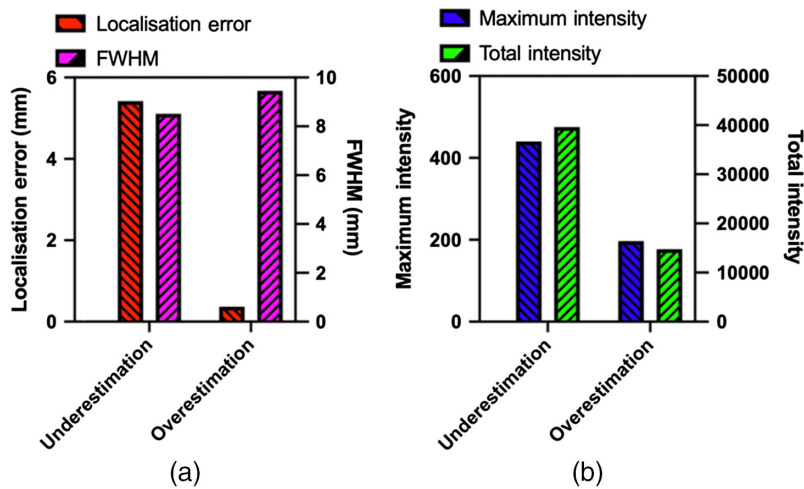 Localisation error
FWHM
6
4
2
0
Localisation error (mm)
10
8
6
4
2
0
FWHM (mm)
Underestimation
Overestimation
(a)
Maximum intensity
Total intensity
600
400
200
0
Maximum intensity
50000
40000
30000
20000
10000
0
Total intensity
Underestimation
Overestimation
(b)